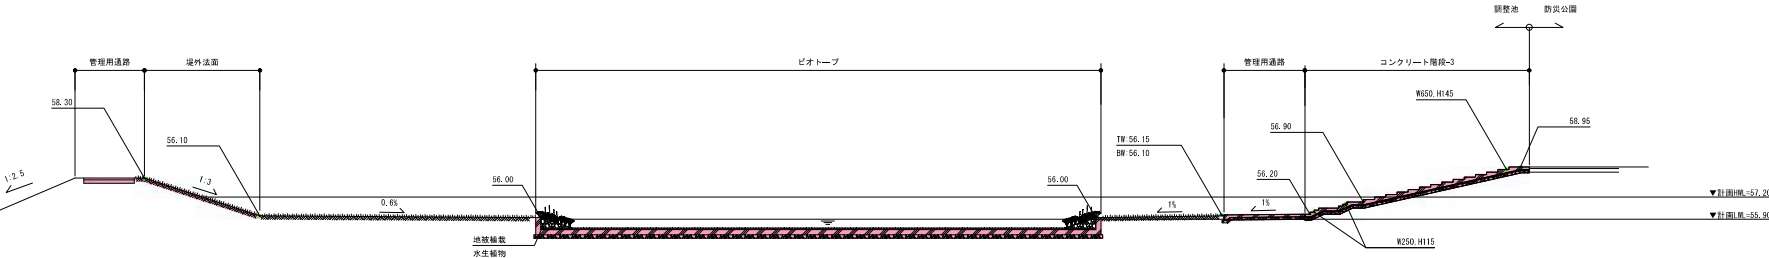 調整池 防災公園
管理用通路 堤外法面 ビオトープ 管理用通路 コンクリート階段-3
58.30
W650,H145
58.95
56.10
56.90
TW:56.15
BW:56.10
1:2.5
1:3
56.00
56.00
56.20
▼計画HWL=57.20
0.6%
1%
1%
▼計画LWL=55.90
地被植栽
水生植物
W250,H115